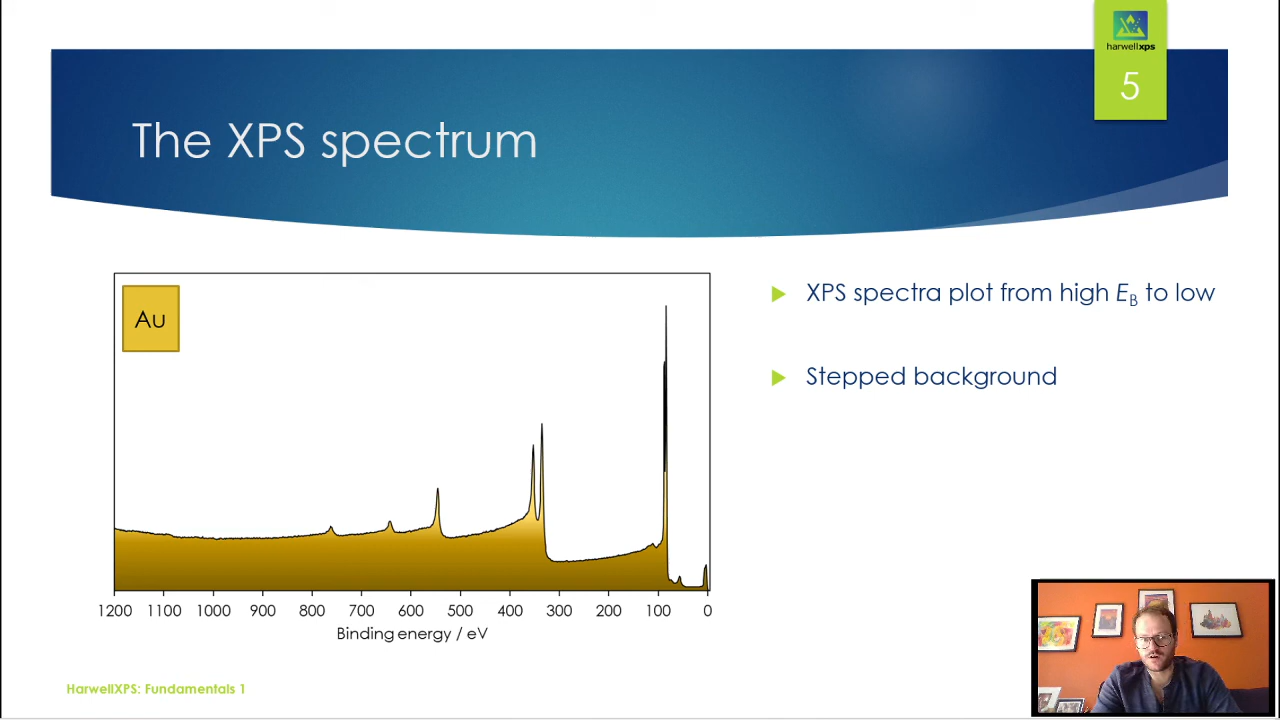 harwellxps
5
The XPS spectrum
Au
XPS spectra plot from high EB to low
Stepped background
1200 1100 1000 900 800 700 600 500 400 300 200 100 0
Binding energy / eV
HarwellXPS: Fundamentals 1